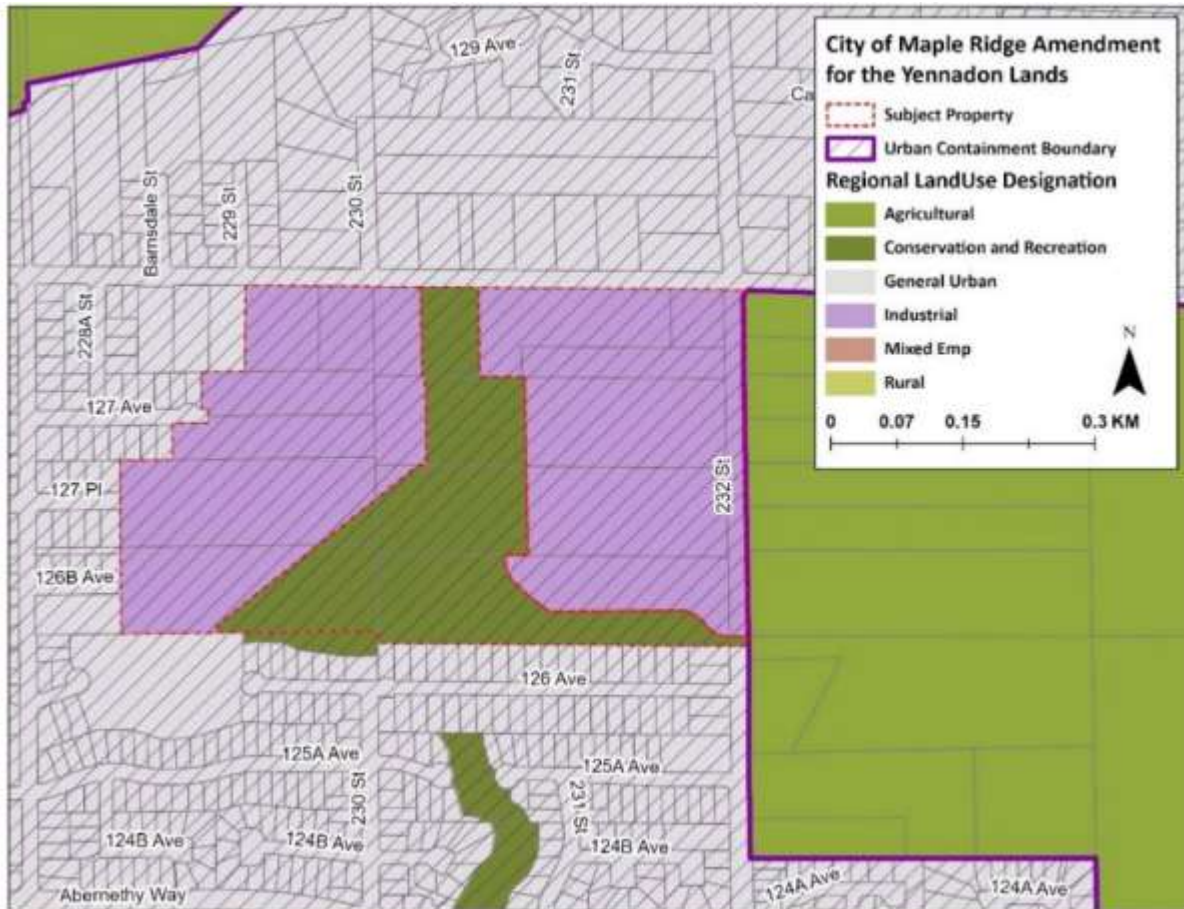 City of Maple Ridge Amendment
for the Yennadon Lands
Subject Property
Urban Containment Boundary
Regional LandUse Designation
Agricultural
Conservation and Recreation
General Urban
Industrial
Mixed Emp
Rural
N
0 0.07 0.15 0.3 KM
129 Ave
231 St
Ca
Barnsdale St
229 St
230 St
228A St
127 Ave
127 Pl
232 St
126B Ave
126 Ave
125A Ave
125A Ave
230 St
231 St
124B Ave
124B Ave
124B Ave
Abernethy Way
124A Ave
124A Ave